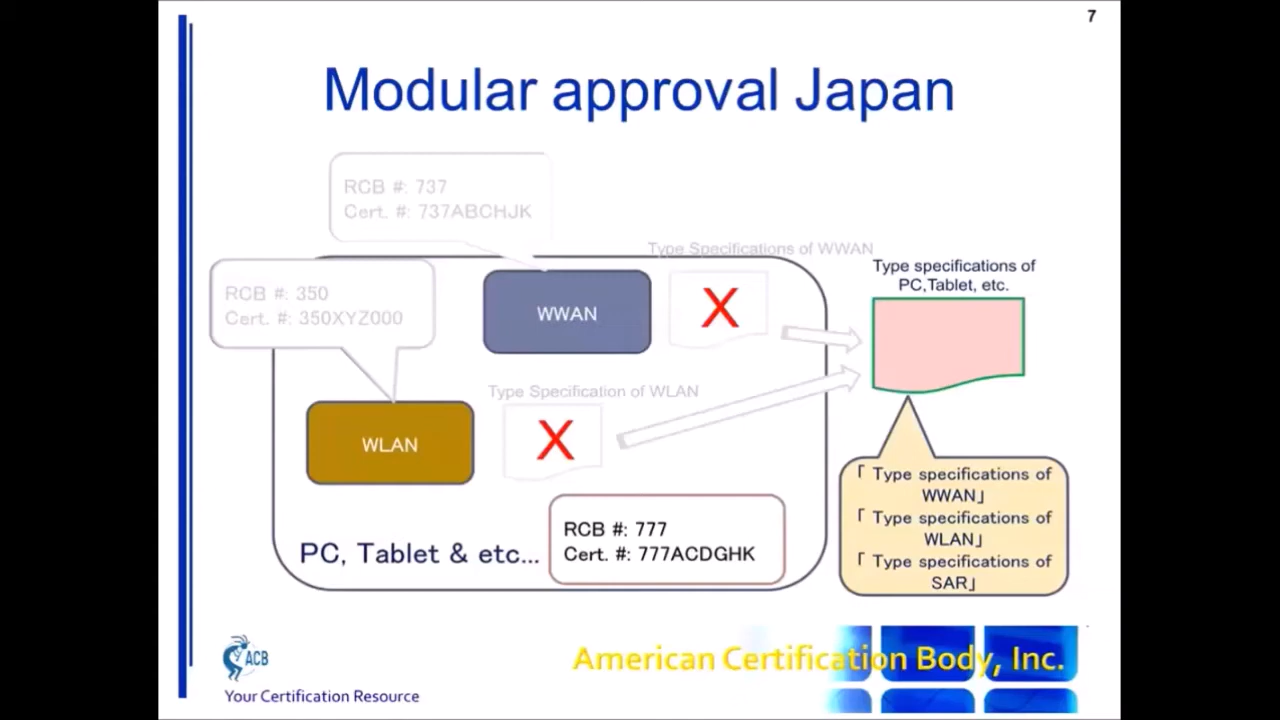 7
Modular approval Japan
RCB #: 737
Cert. #: 737ABCHJK
Type Specifications of WWAN
RCB #: 350
Cert. #: 350XYZ000
WWAN
X
Type specifications of
PC,Tablet, etc.
Type Specification of WLAN
WLAN
X
「 Type specifications of
WWAN」
「 Type specifications of
WLAN」
「 Type specifications of
SAR」
PC, Tablet & etc...
RCB #: 777
Cert. #: 777ACDGHK
ACB
Your Certification Resource
American Certification Body, Inc.